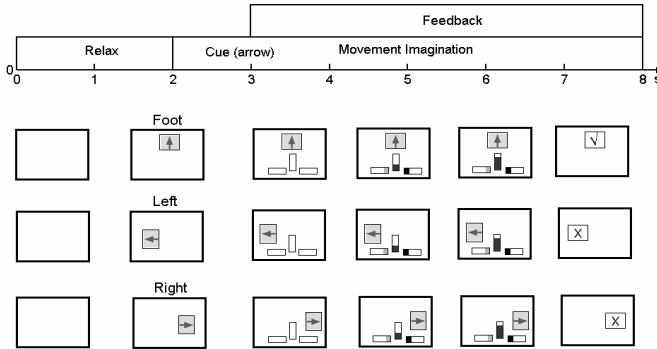 Feedback
Relax Cue (arrow) Movement Imagination
0
0 1 2 3 4 5 6 7 8 s
Foot
√
Left
X
Right
X